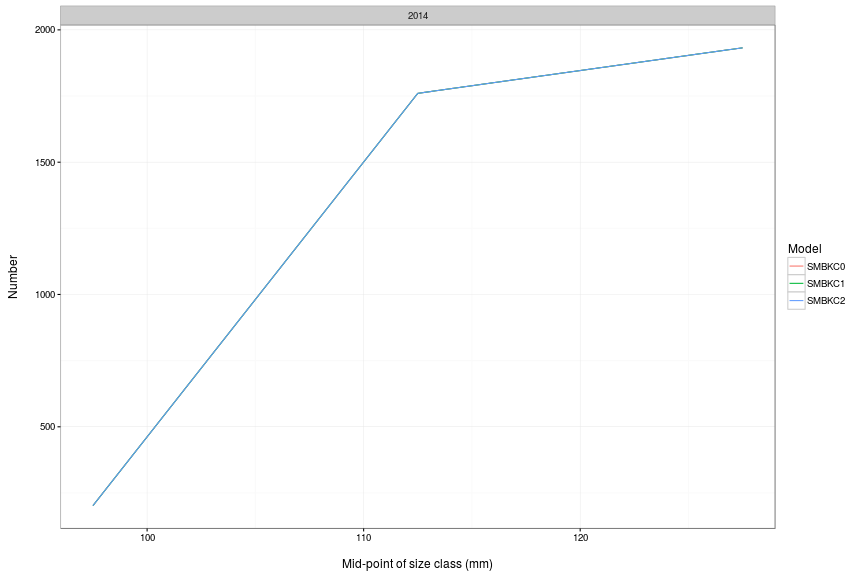 2014
2000
1500
1000
500
Number
100
110
120
Mid-point of size class (mm)
Model
SMBKC0
SMBKC1
SMBKC2